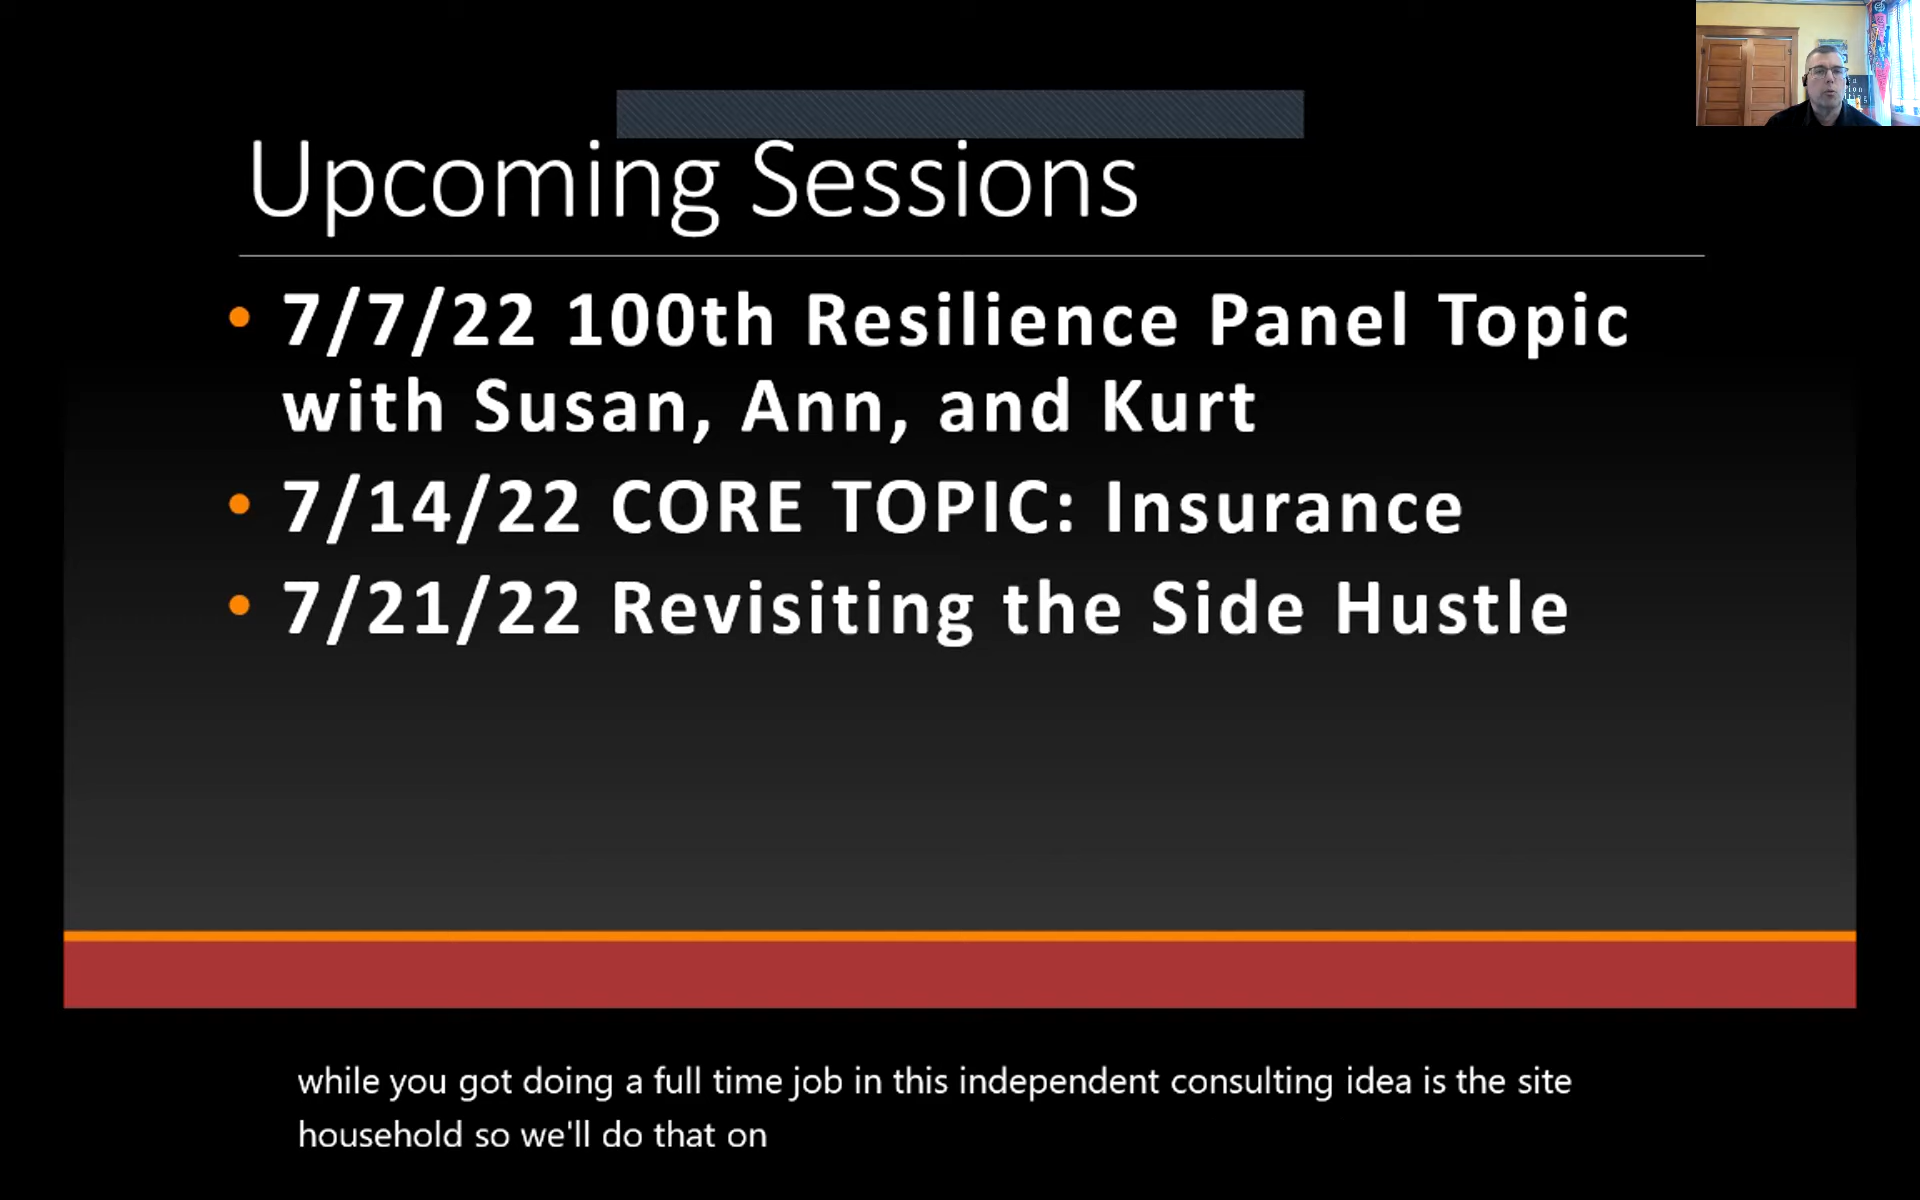 Upcoming Sessions
• 7/7/22 100th Resilience Panel Topic
with Susan, Ann, and Kurt
• 7/14/22 CORE TOPIC: Insurance
• 7/21/22 Revisiting the Side Hustle
while you got doing a full time job in this independent consulting idea is the site
household so we'll do that on